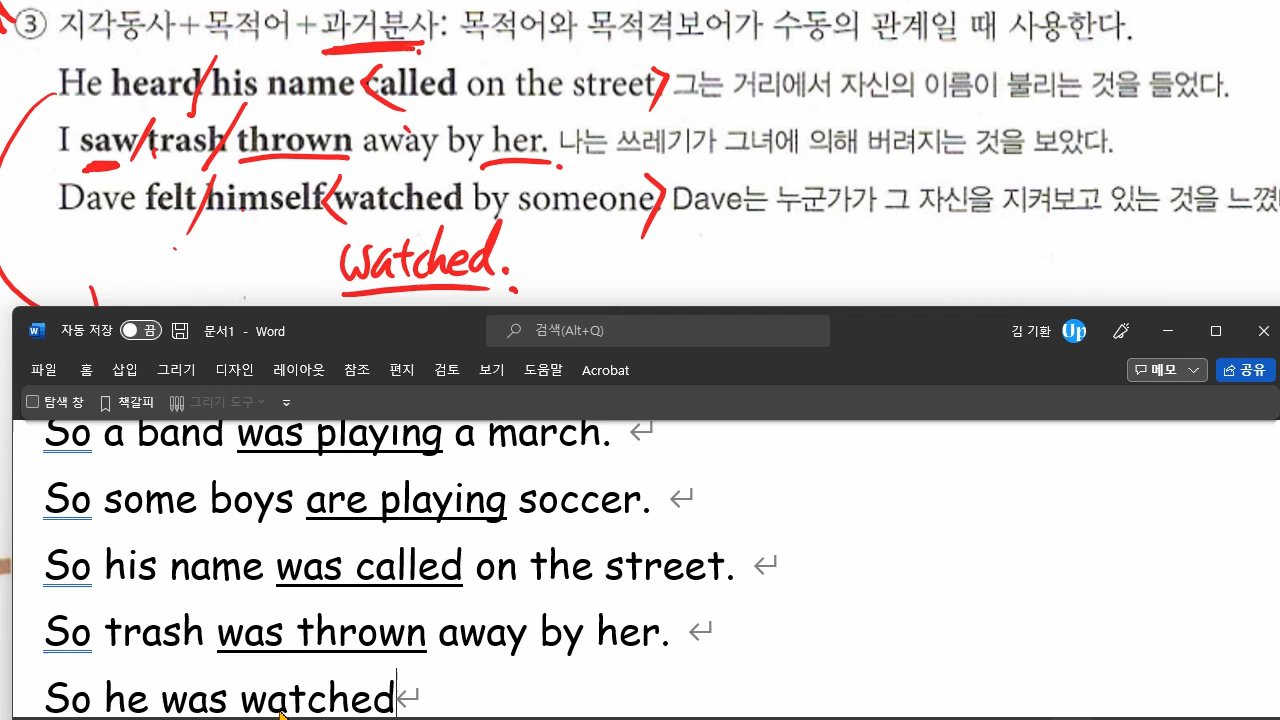 ③ 지각동사+목적어+과거분사: 목적어와 목적격보어가 수동의 관계일 때 사용한다.
He heard his name called on the street. 그는 거리에서 자신의 이름이 불리는 것을 들었다.
I saw trash thrown away by her. 나는 쓰레기가 그녀에 의해 버려지는 것을 보았다.
Dave felt himself watched by someone. Dave는 누군가가 그 자신을 지켜보고 있는 것을 느꼈
watched.
자동 저장 끔 문서1 - Word 검색(Alt+Q) 김 기환 Up
파일 홈 삽입 그리기 디자인 레이아웃 참조 편지 검토 보기 도움말 Acrobat 메모 공유
탐색 창 책갈피 그리기 도구
So a band was playing a march.
So some boys are playing soccer.
So his name was called on the street.
So trash was thrown away by her.
So he was watched